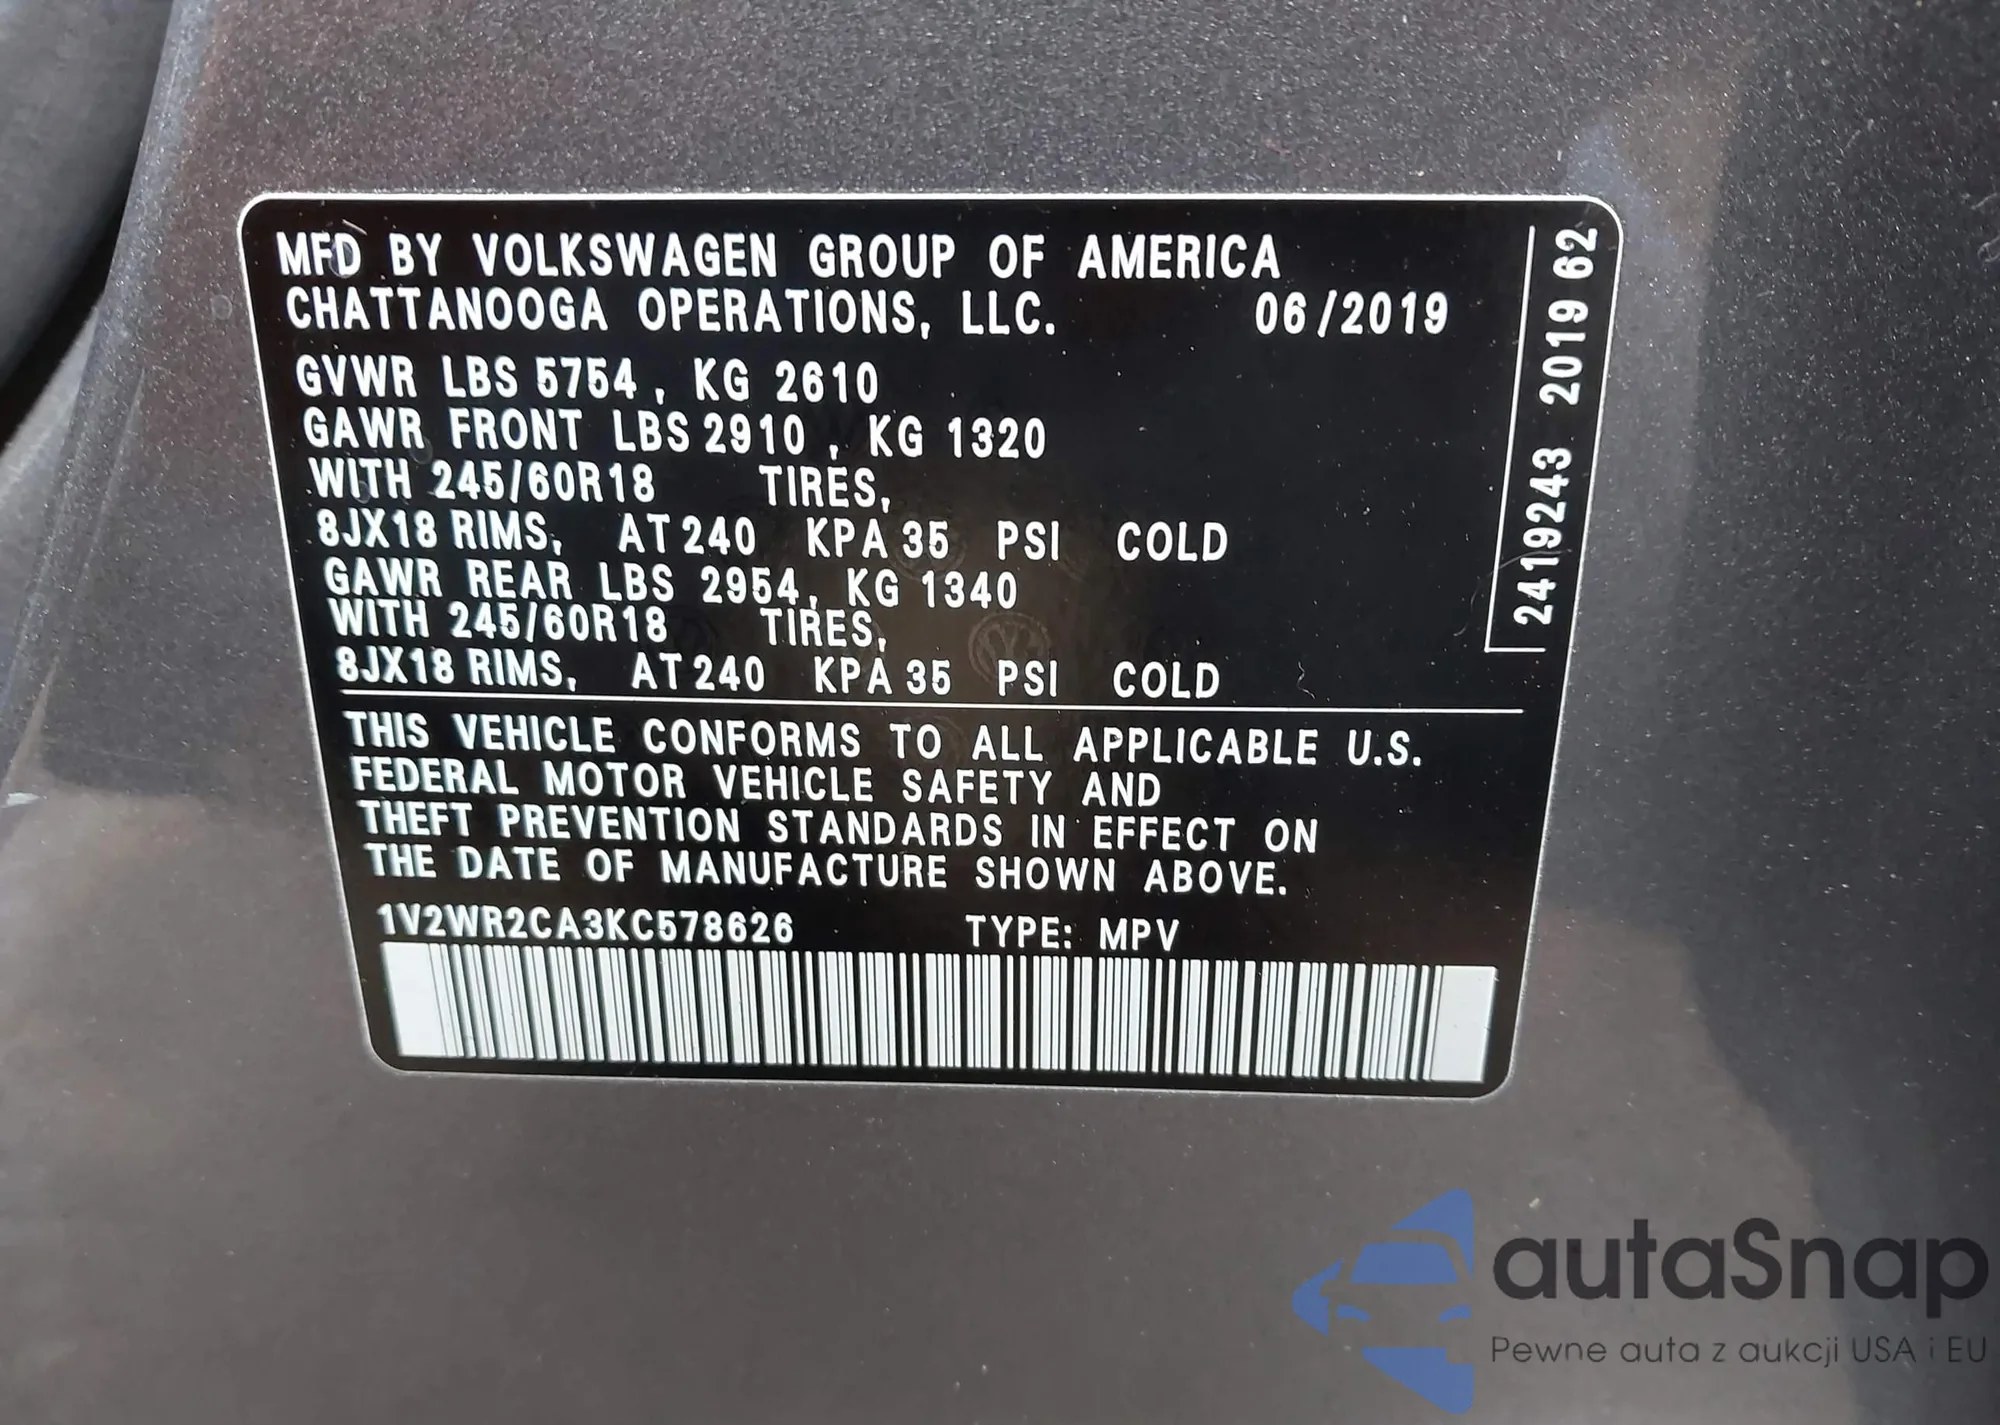 MFD BY VOLKSWAGEN GROUP OF AMERICA
CHATTANOOGA OPERATIONS, LLC. 06/2019
GVWR LBS 5754, KG 2610
GAWR FRONT LBS 2910, KG 1320
WITH 245/60R18 TIRES,
8JX18 RIMS, AT 240 KPA 35 PSI COLD
GAWR REAR LBS 2954, KG 1340
WITH 245/60R18 TIRES,
8JX18 RIMS, AT 240 KPA 35 PSI COLD
THIS VEHICLE CONFORMS TO ALL APPLICABLE U.S.
FEDERAL MOTOR VEHICLE SAFETY AND
THEFT PREVENTION STANDARDS IN EFFECT ON
THE DATE OF MANUFACTURE SHOWN ABOVE.
1V2WR2CA3KC578626 TYPE: MPV
2419243 2019 62
autaSnap
Pewne auta z aukcji USA i EU